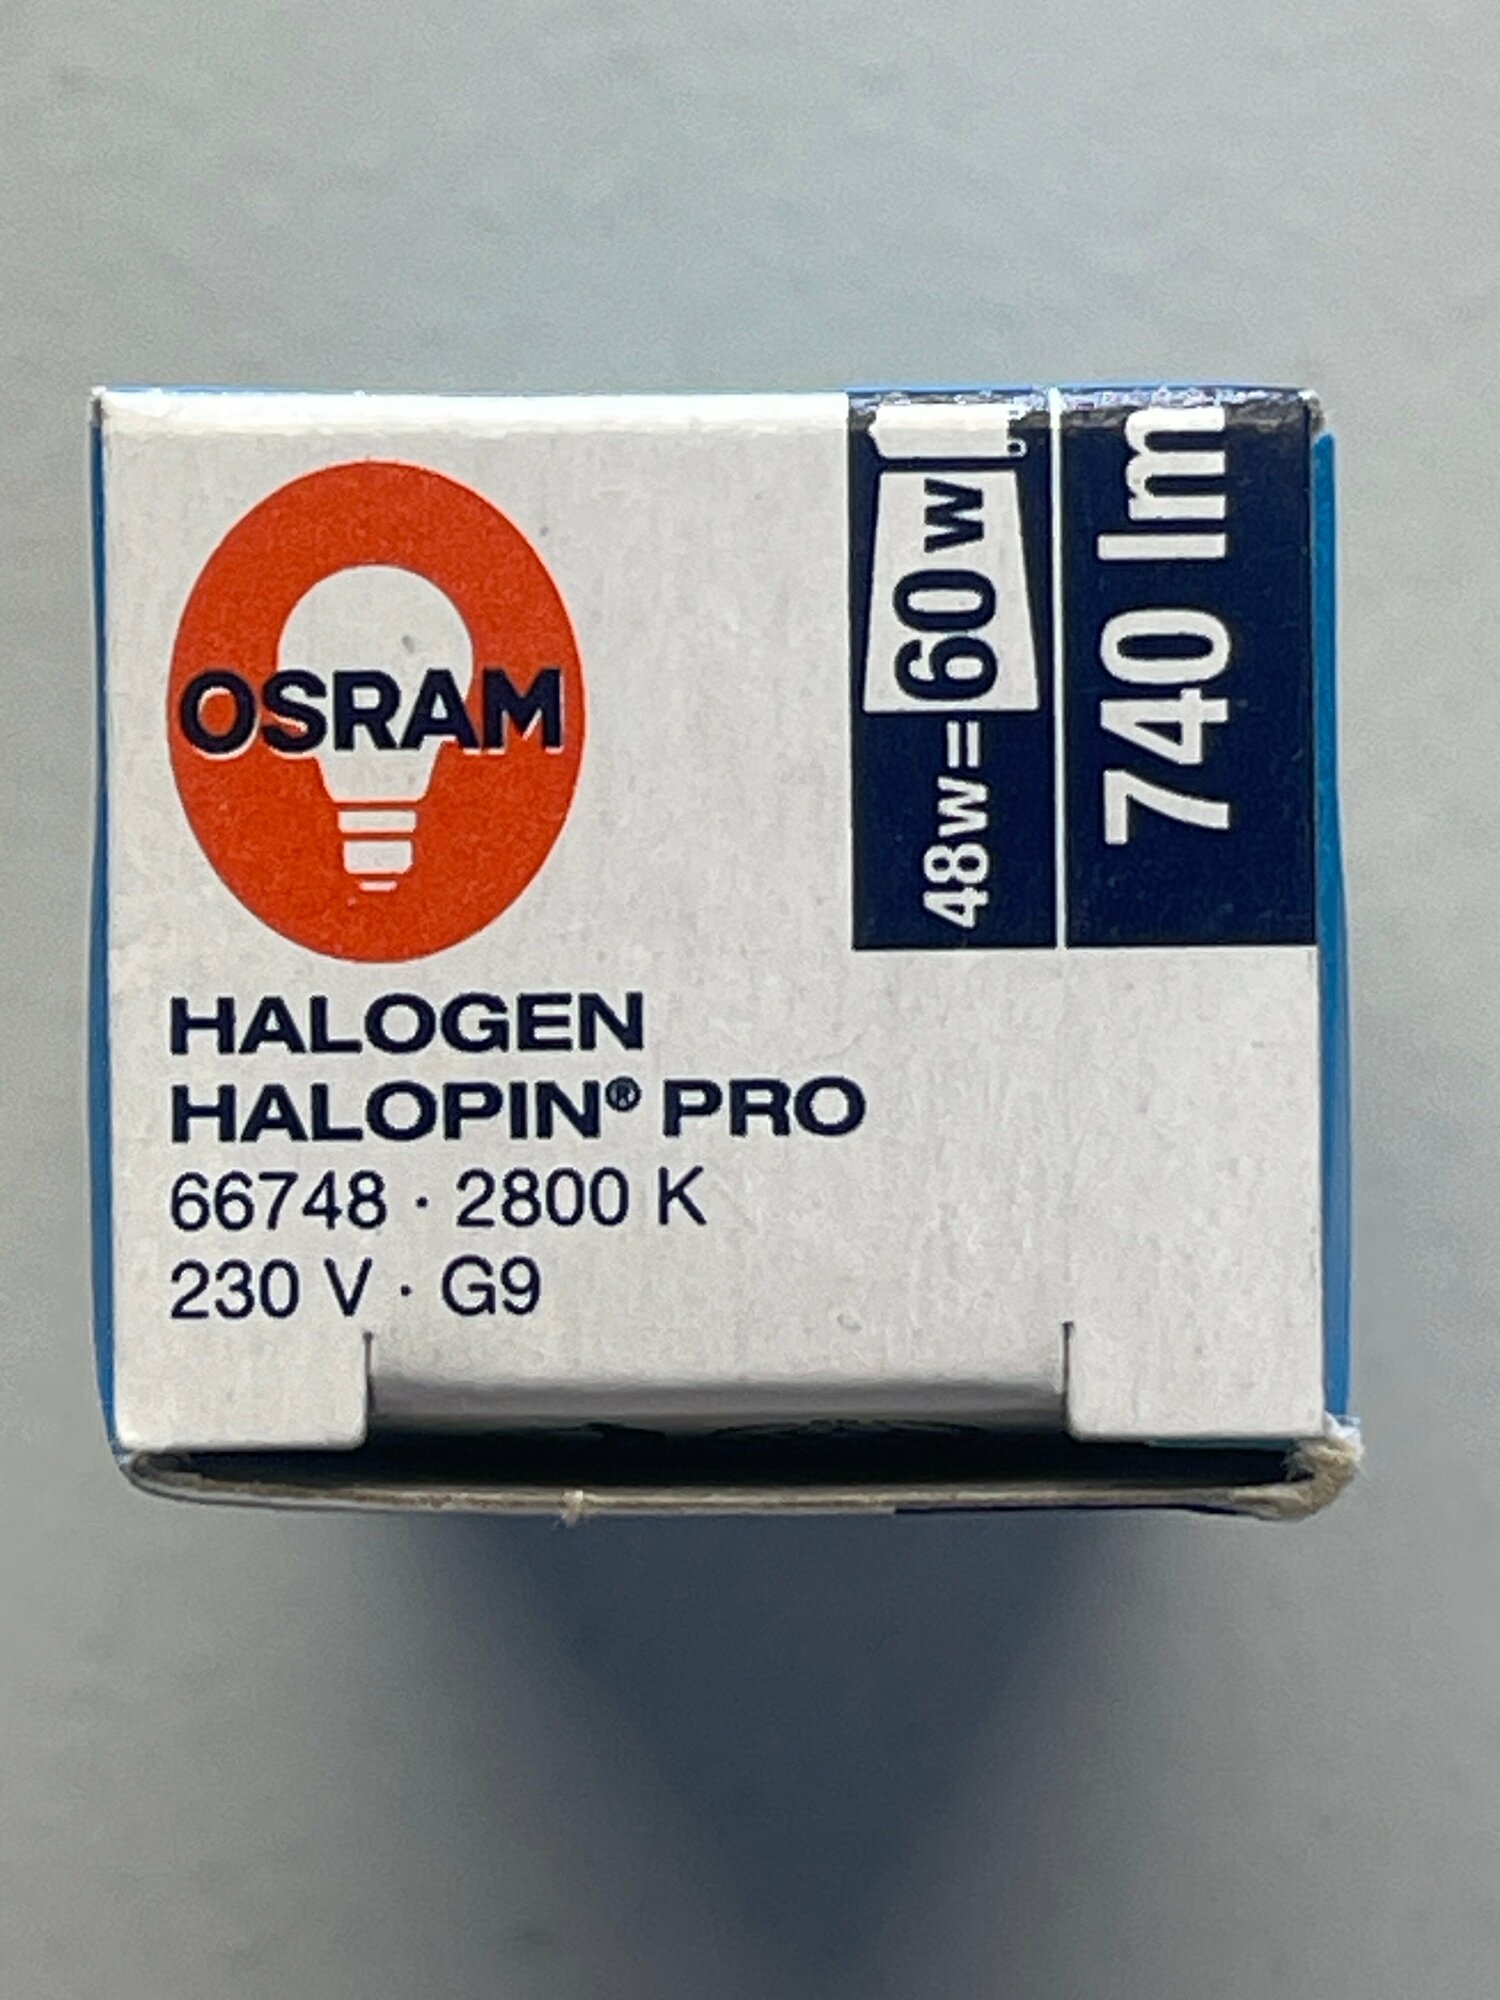 OSRAM
48W=60W
740 lm
HALOGEN
HALOPIN® PRO
66748 · 2800 K
230 V · G9